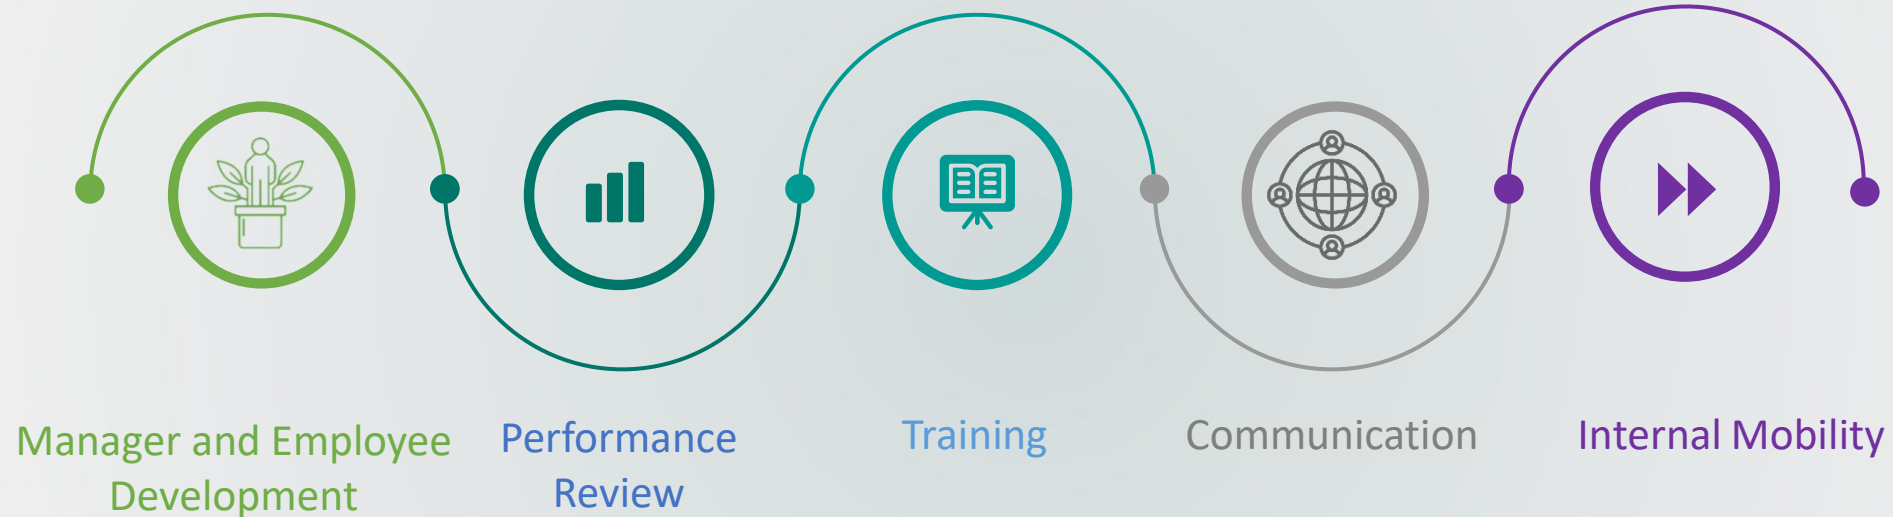 Manager and Employee
Development
Performance
Review
Training
Communication
Internal Mobility